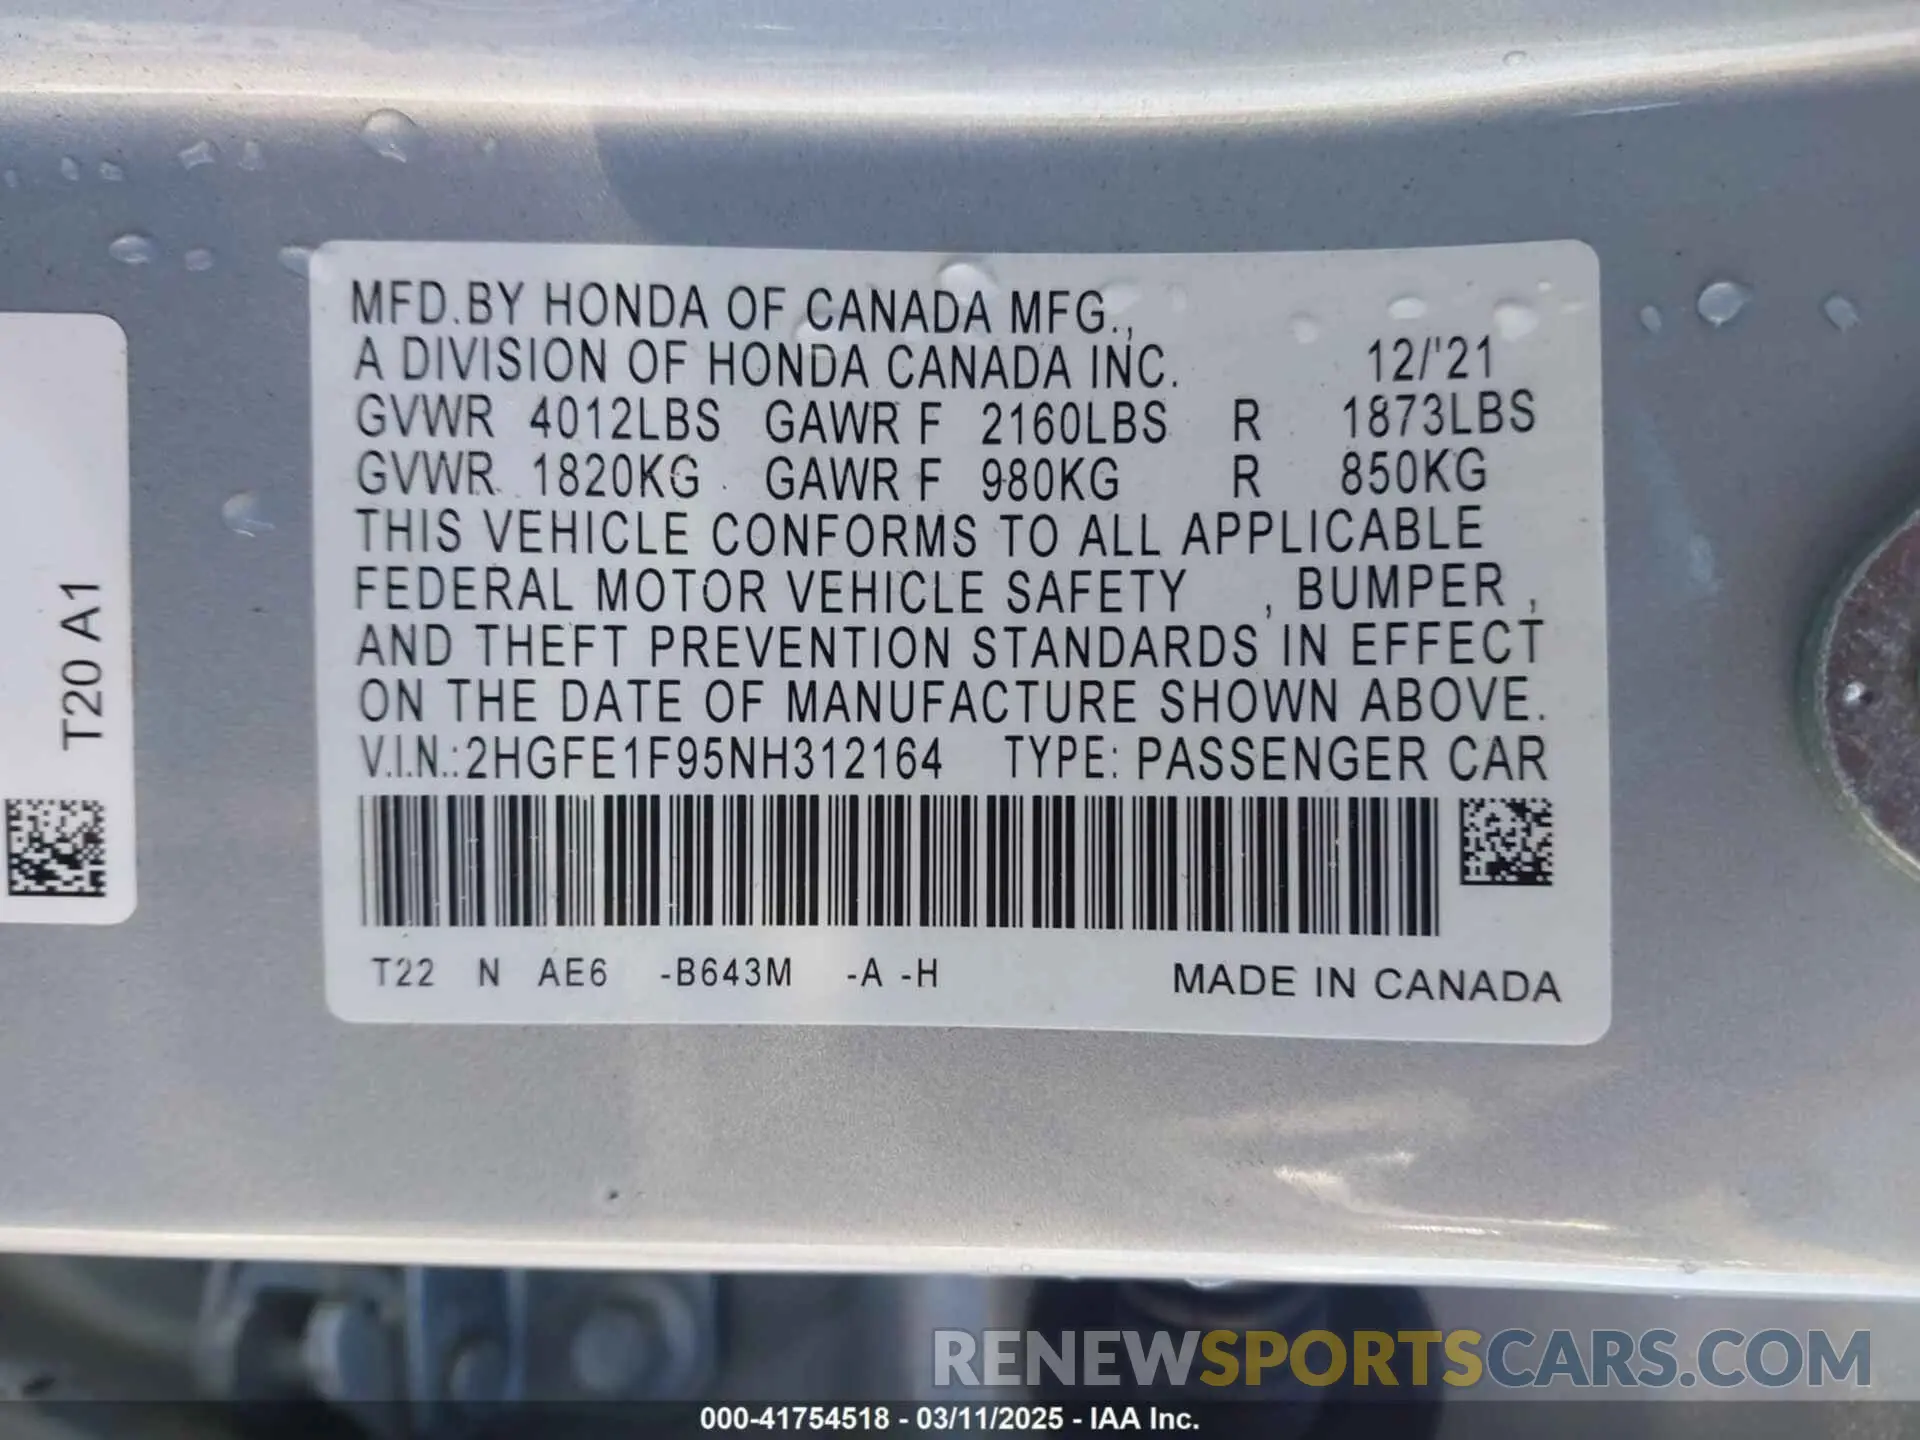 MFD.BY HONDA OF CANADA MFG.,
A DIVISION OF HONDA CANADA INC. 12/'21
GVWR 4012LBS GAWR F 2160LBS R 1873LBS
GVWR 1820KG GAWR F 980KG R 850KG
THIS VEHICLE CONFORMS TO ALL APPLICABLE
FEDERAL MOTOR VEHICLE SAFETY , BUMPER ,
AND THEFT PREVENTION STANDARDS IN EFFECT
ON THE DATE OF MANUFACTURE SHOWN ABOVE.
V.I.N.:2HGFE1F95NH312164 TYPE: PASSENGER CAR
T22 N AE6 -B643M -A -H MADE IN CANADA
T20 A1
RENEWSPORTSCARS.COM
000-41754518 - 03/11/2025 - IAA Inc.